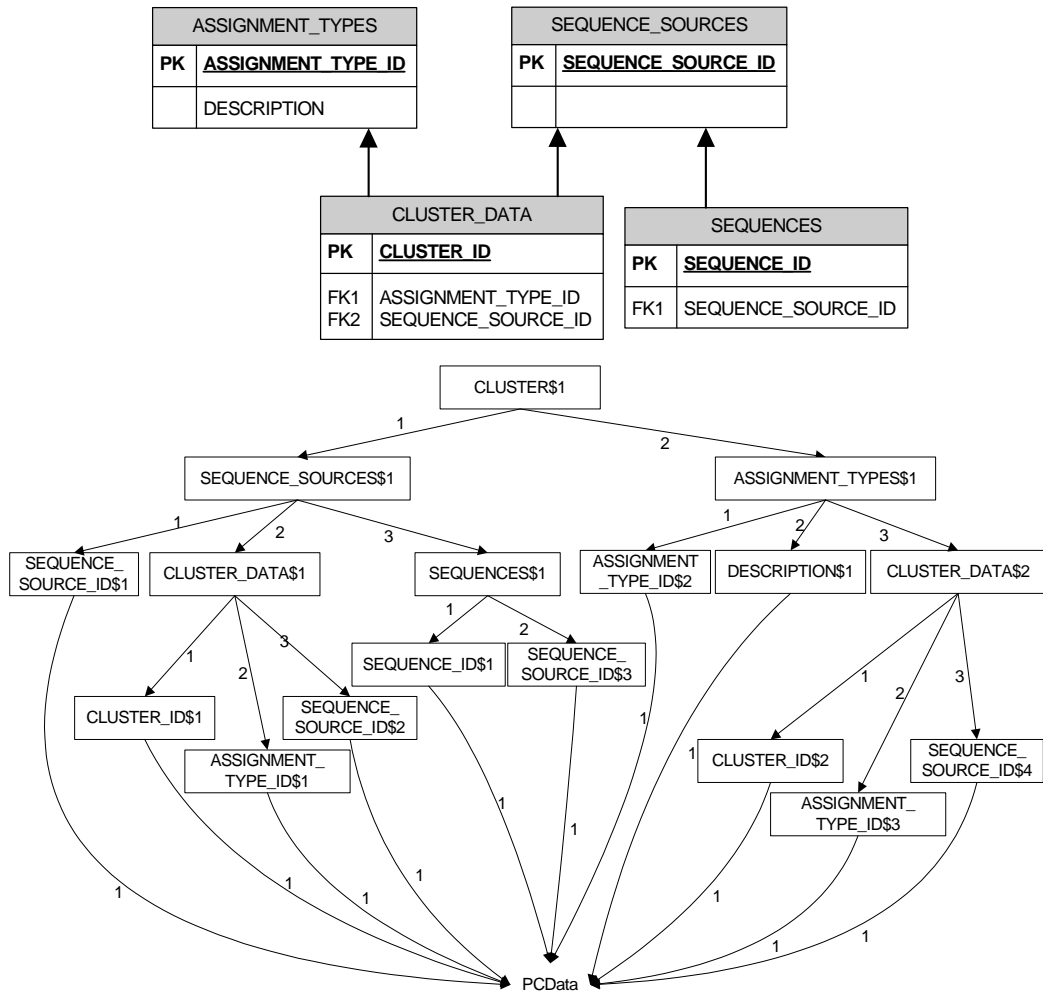 ASSIGNMENT_TYPES
PK ASSIGNMENT_TYPE_ID
DESCRIPTION
SEQUENCE_SOURCES
PK SEQUENCE_SOURCE_ID
CLUSTER_DATA
PK CLUSTER_ID
FK1 ASSIGNMENT_TYPE_ID
FK2 SEQUENCE_SOURCE_ID
SEQUENCES
PK SEQUENCE_ID
FK1 SEQUENCE_SOURCE_ID
CLUSTER$1
1
2
SEQUENCE_SOURCES$1
ASSIGNMENT_TYPES$1
1
2
3
1
2
3
SEQUENCE_
SOURCE_ID$1
CLUSTER_DATA$1
SEQUENCES$1
ASSIGNMENT
_TYPE_ID$2
DESCRIPTION$1
CLUSTER_DATA$2
1
2
3
1
2
1
2
3
SEQUENCE_ID$1
SEQUENCE_
SOURCE_ID$3
CLUSTER_ID$1
SEQUENCE_
SOURCE_ID$2
ASSIGNMENT_
TYPE_ID$1
CLUSTER_ID$2
SEQUENCE_
SOURCE_ID$4
ASSIGNMENT_
TYPE_ID$3
1
1
1
1
1
1
1
1
1
1
1
PCData